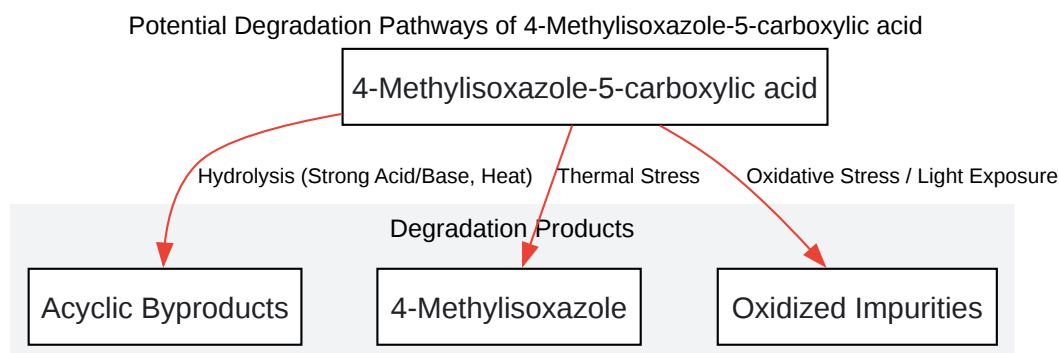 Potential Degradation Pathways of 4-Methylisoxazole-5-carboxylic acid
4-Methylisoxazole-5-carboxylic acid
Hydrolysis (Strong Acid/Base, Heat)
Thermal Stress
Oxidative Stress / Light Exposure
Degradation Products
Acyclic Byproducts
4-Methylisoxazole
Oxidized Impurities